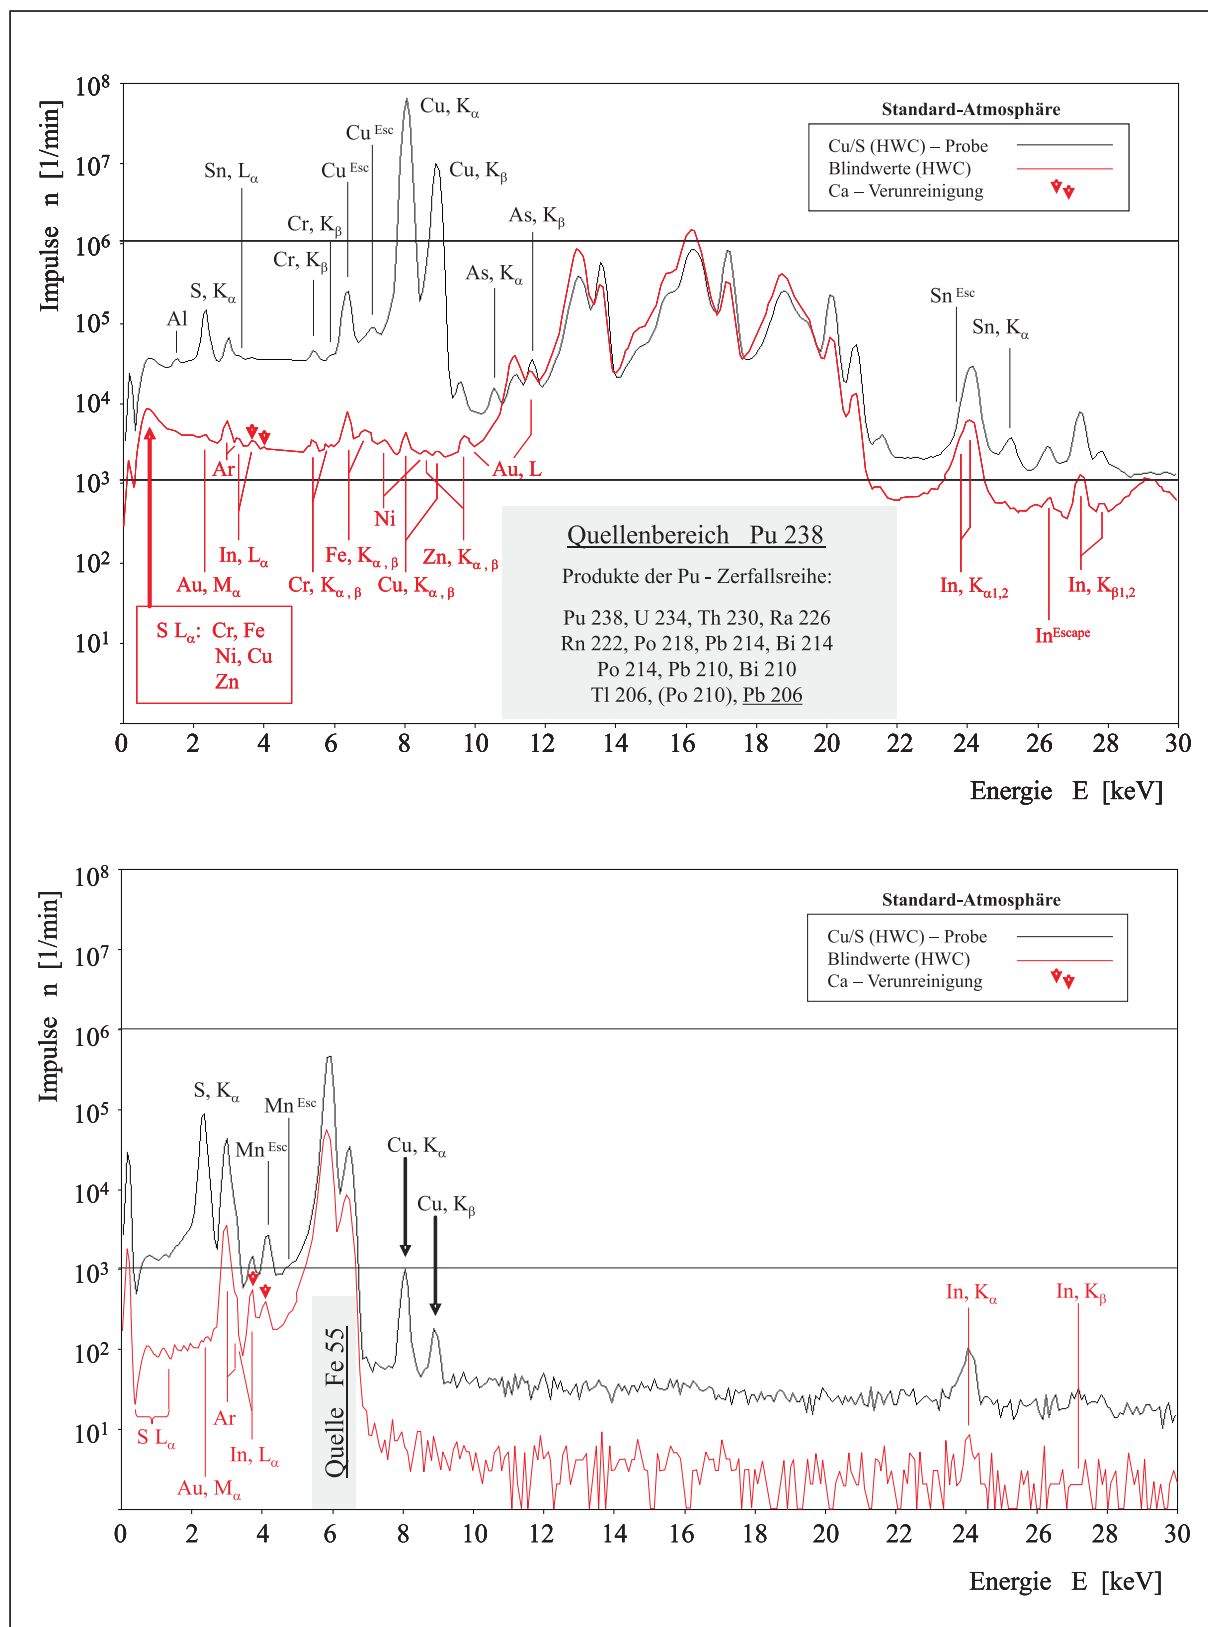 Impulse n [1/min]
10⁸
10⁷
10⁶
10⁵
10⁴
10³
10²
10¹
Standard-Atmosphäre
Cu/S (HWC) – Probe
Blindwerte (HWC)
Ca – Verunreinigung
Al
S, Kα
Sn, Lα
Cr, Kβ
Cr, Kβ
Cu Esc
Cu Esc
Cu, Kα
Cu, Kβ
As, Kα
As, Kβ
Sn Esc
Sn, Kα
Ar
In, Lα
Au, Mα
Cr, Kα,β
Fe, Kα,β
Ni
Cu, Kα,β
Zn, Kα,β
Au, L
In, Kα1,2
In Escape
In, Kβ1,2
S Lα: Cr, Fe
Ni, Cu
Zn
Quellenbereich Pu 238
Produkte der Pu - Zerfallsreihe:
Pu 238, U 234, Th 230, Ra 226
Rn 222, Po 218, Pb 214, Bi 214
Po 214, Pb 210, Bi 210
Tl 206, (Po 210), Pb 206
0 2 4 6 8 10 12 14 16 18 20 22 24 26 28 30
Energie E [keV]
Impulse n [1/min]
10⁸
10⁷
10⁶
10⁵
10⁴
10³
10²
10¹
Standard-Atmosphäre
Cu/S (HWC) – Probe
Blindwerte (HWC)
Ca – Verunreinigung
S, Kα
Mn Esc
Mn Esc
Cu, Kα
Cu, Kβ
In, Kα
In, Kβ
S Lα
Ar
In, Lα
Au, Mα
Quelle Fe 55
0 2 4 6 8 10 12 14 16 18 20 22 24 26 28 30
Energie E [keV]